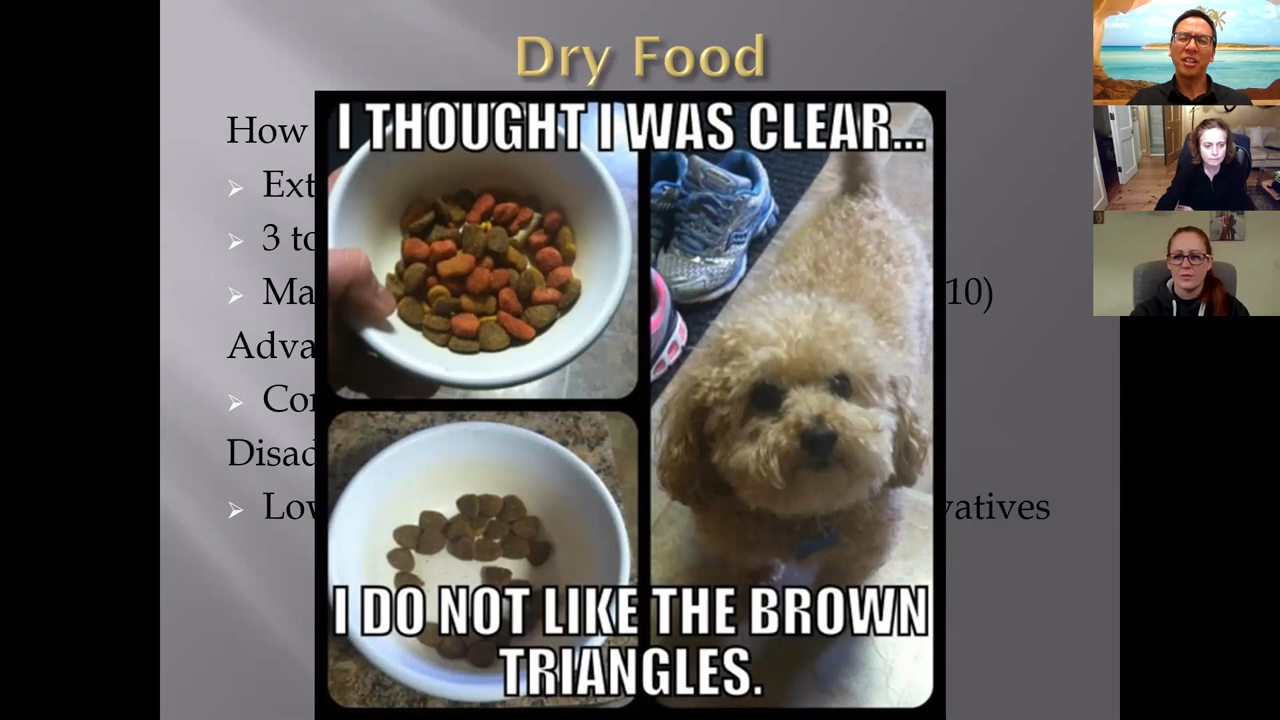 Dry Food
I THOUGHT I WAS CLEAR...
How
Ext
3 to
Ma 10)
Adva
Con
Disad
Low vatives
I DO NOT LIKE THE BROWN
TRIANGLES.